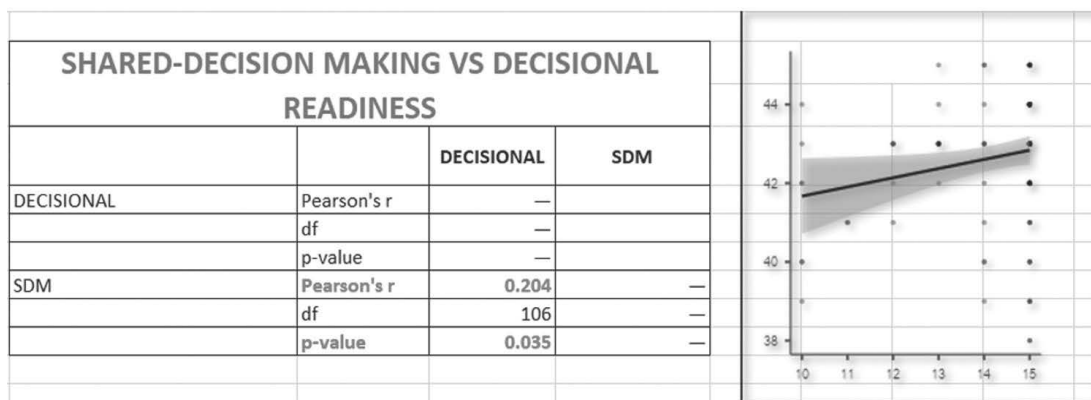 SHARED-DECISION MAKING VS DECISIONAL
READINESS
DECISIONAL SDM
DECISIONAL Pearson's r —
df —
p-value —
SDM Pearson's r 0.204 —
df 106 —
p-value 0.035 —
44
42
40
38
10 11 12 13 14 15